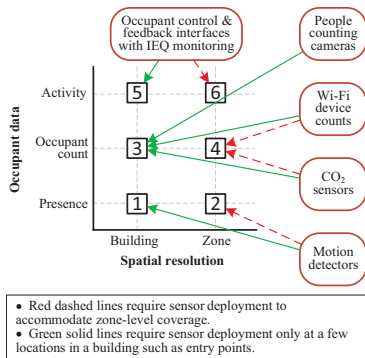 Occupant control &
feedback interfaces
with IEQ monitoring
People
counting
cameras
Wi-Fi
device
counts
CO2
sensors
Motion
detectors
Occupant data
Activity
Occupant
count
Presence
5
6
3
4
1
2
Building
Zone
Spatial resolution
• Red dashed lines require sensor deployment to
accommodate zone-level coverage.
• Green solid lines require sensor deployment only at a few
locations in a building such as entry points.